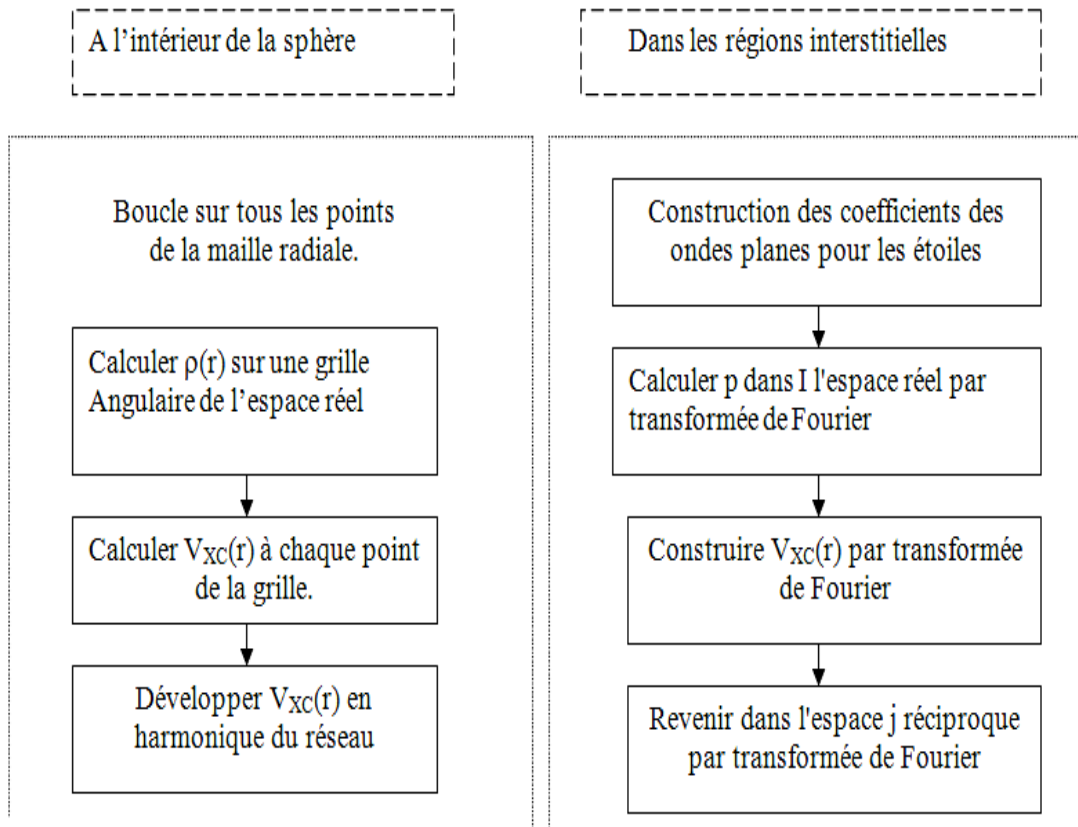 A l’intérieur de la sphère
Dans les régions interstitielles
Boucle sur tous les points
de la maille radiale.
Calculer ρ(r) sur une grille
Angulaire de l’espace réel
Calculer V_XC(r) à chaque point
de la grille.
Développer V_XC(r) en
harmonique du réseau
Construction des coefficients des
ondes planes pour les étoiles
Calculer p dans I l'espace réel par
transformée de Fourier
Construire V_XC(r) par transformée
de Fourier
Revenir dans l'espace j réciproque
par transformée de Fourier